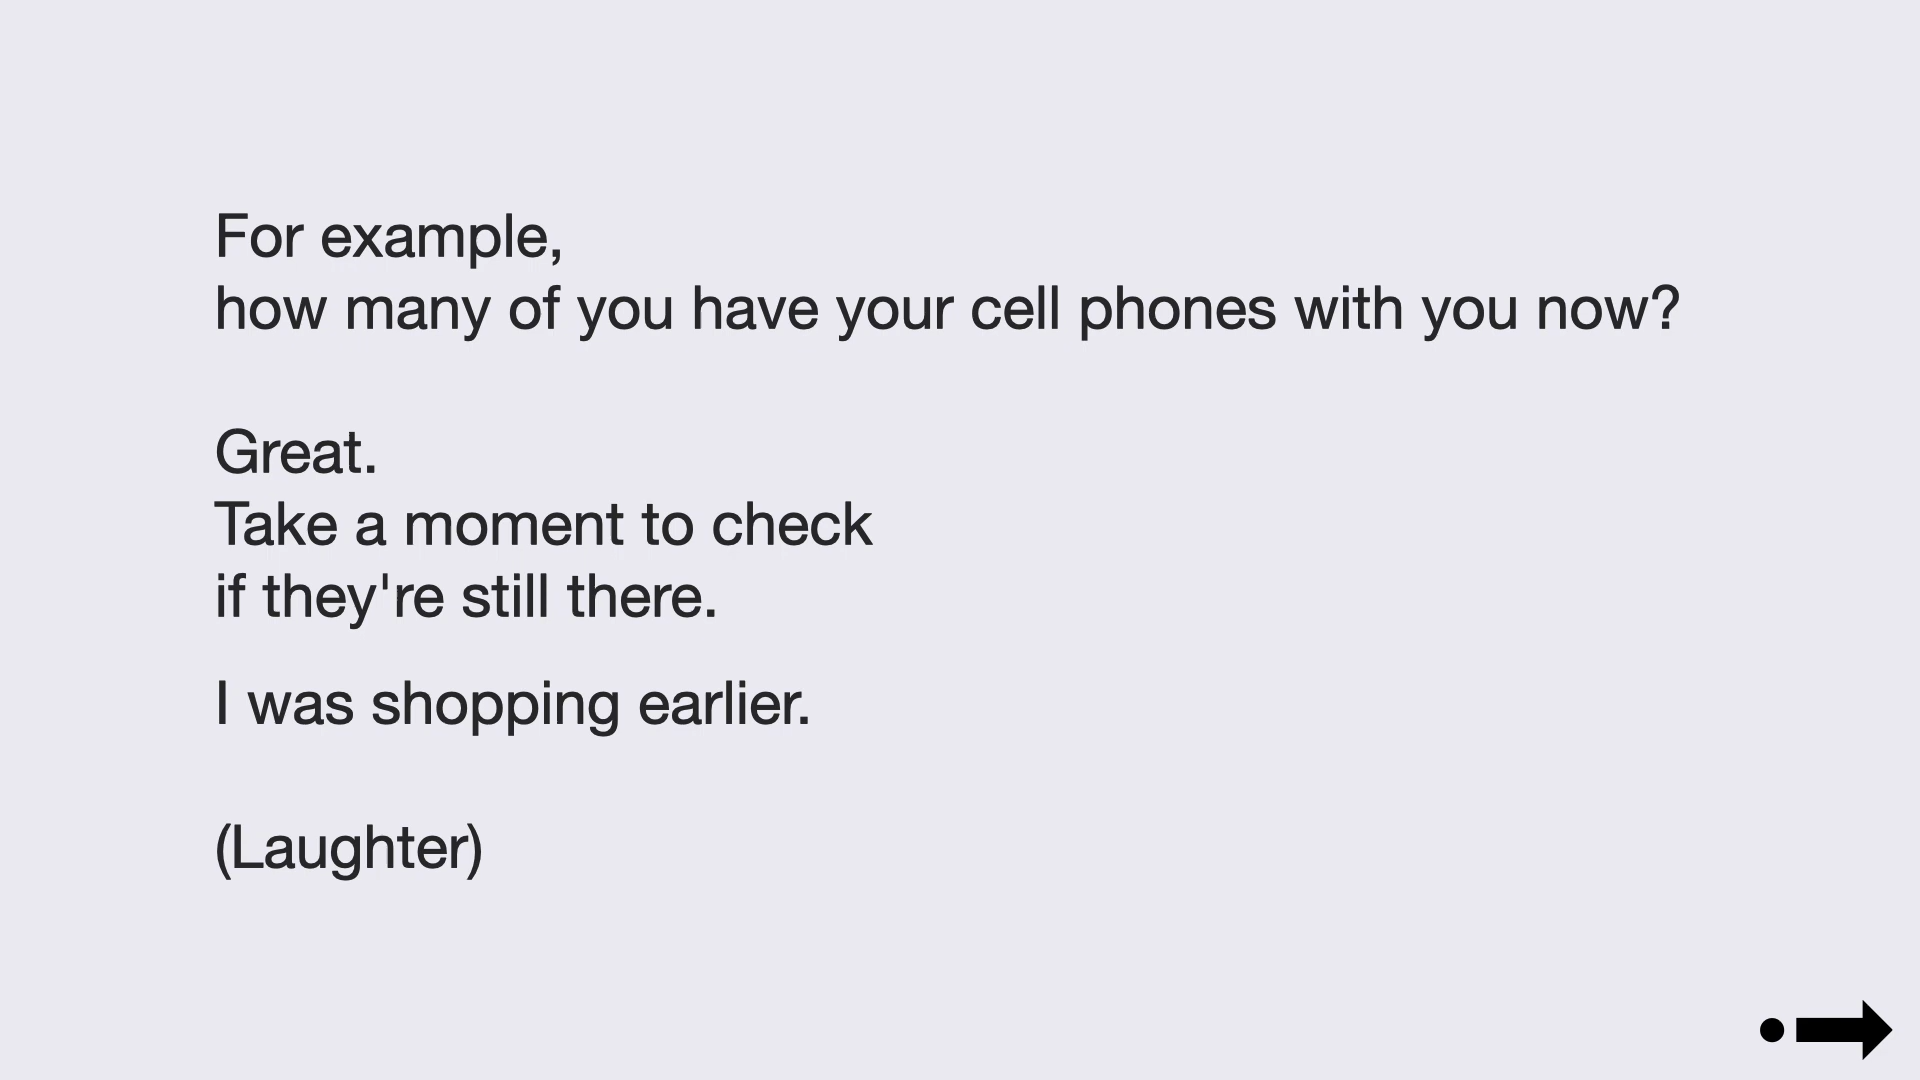 For example,
how many of you have your cell phones with you now?
Great.
Take a moment to check
if they're still there.
I was shopping earlier.
(Laughter)